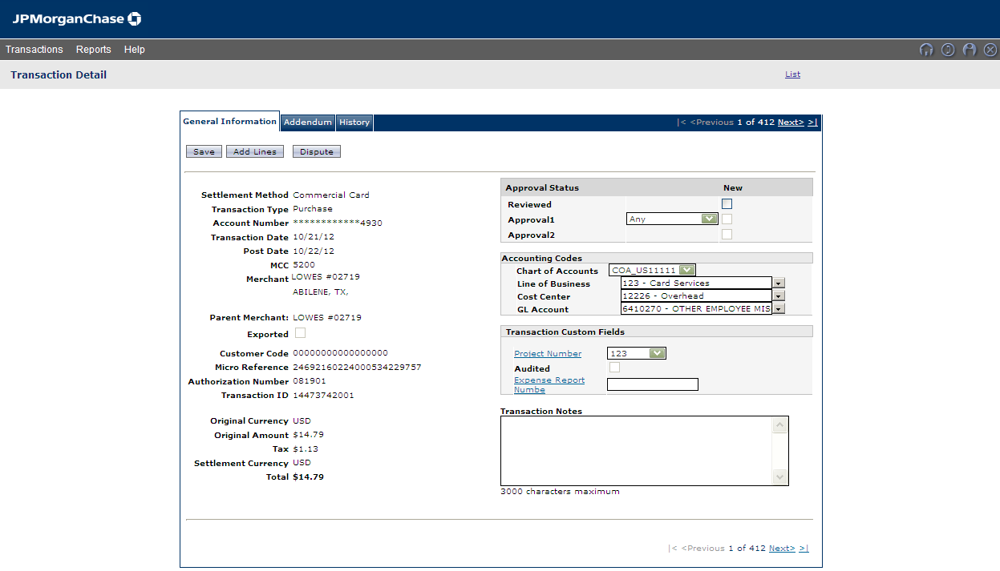 JPMorganChase
Transactions Reports Help
Transaction Detail
List
General Information Addendum History
|< <Previous 1 of 412 Next> >|
Save Add Lines Dispute
Settlement Method Commercial Card
Transaction Type Purchase
Account Number ************4930
Transaction Date 10/21/12
Post Date 10/22/12
MCC 5200
Merchant LOWES #02719
ABILENE, TX,
Parent Merchant: LOWES #02719
Exported
Customer Code 00000000000000000
Micro Reference 24692160224000534229757
Authorization Number 081901
Transaction ID 14473742001
Original Currency USD
Original Amount $14.79
Tax $1.13
Settlement Currency USD
Total $14.79
Approval Status New
Reviewed
Approval1 Any
Approval2
Accounting Codes
Chart of Accounts COA_US11111
Line of Business 123 - Card Services
Cost Center 12226 - Overhead
GL Account 6410270 - OTHER EMPLOYEE MIS
Transaction Custom Fields
Project Number 123
Audited
Expense Report
Numbe
Transaction Notes
3000 characters maximum
|< <Previous 1 of 412 Next> >|